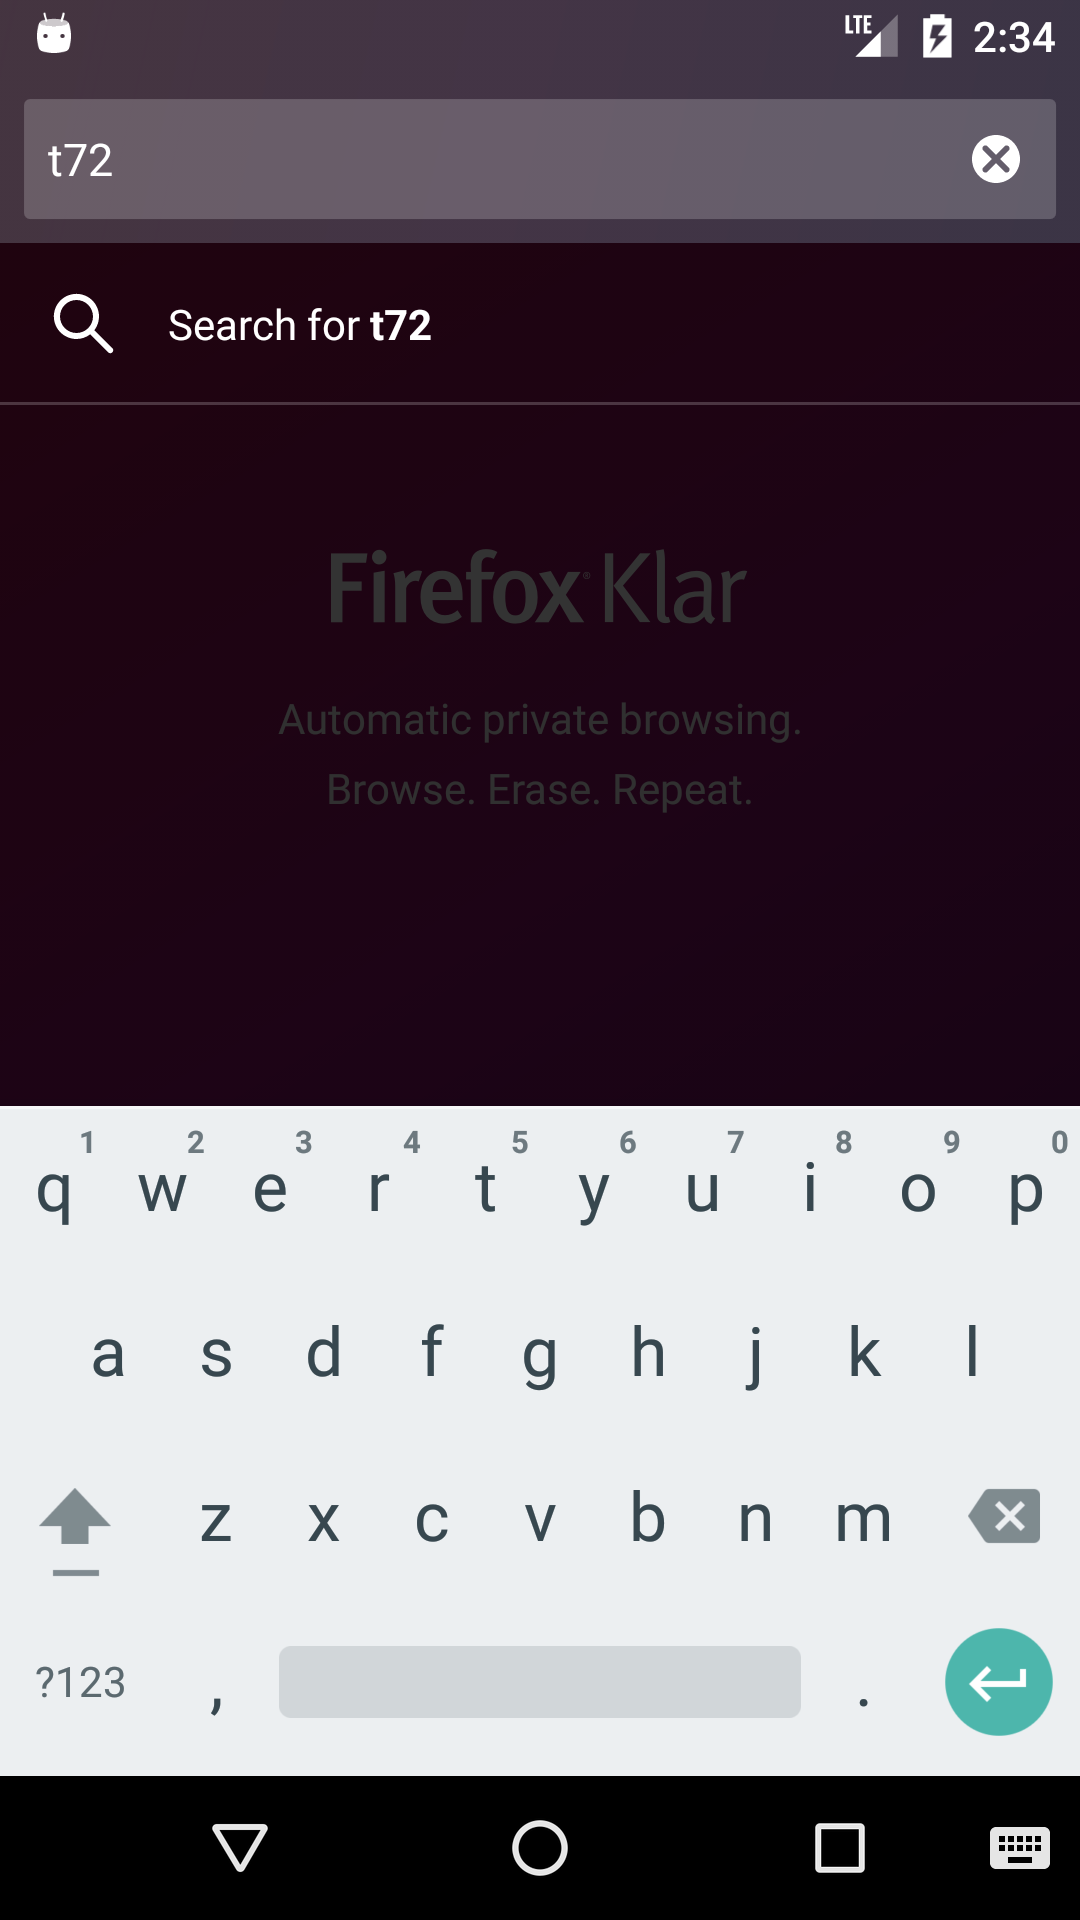 LTE 2:34
t72
Search for t72
Firefox Klar
Automatic private browsing.
Browse. Erase. Repeat.
1 2 3 4 5 6 7 8 9 0
q w e r t y u i o p
a s d f g h j k l
z x c v b n m
?123 , .